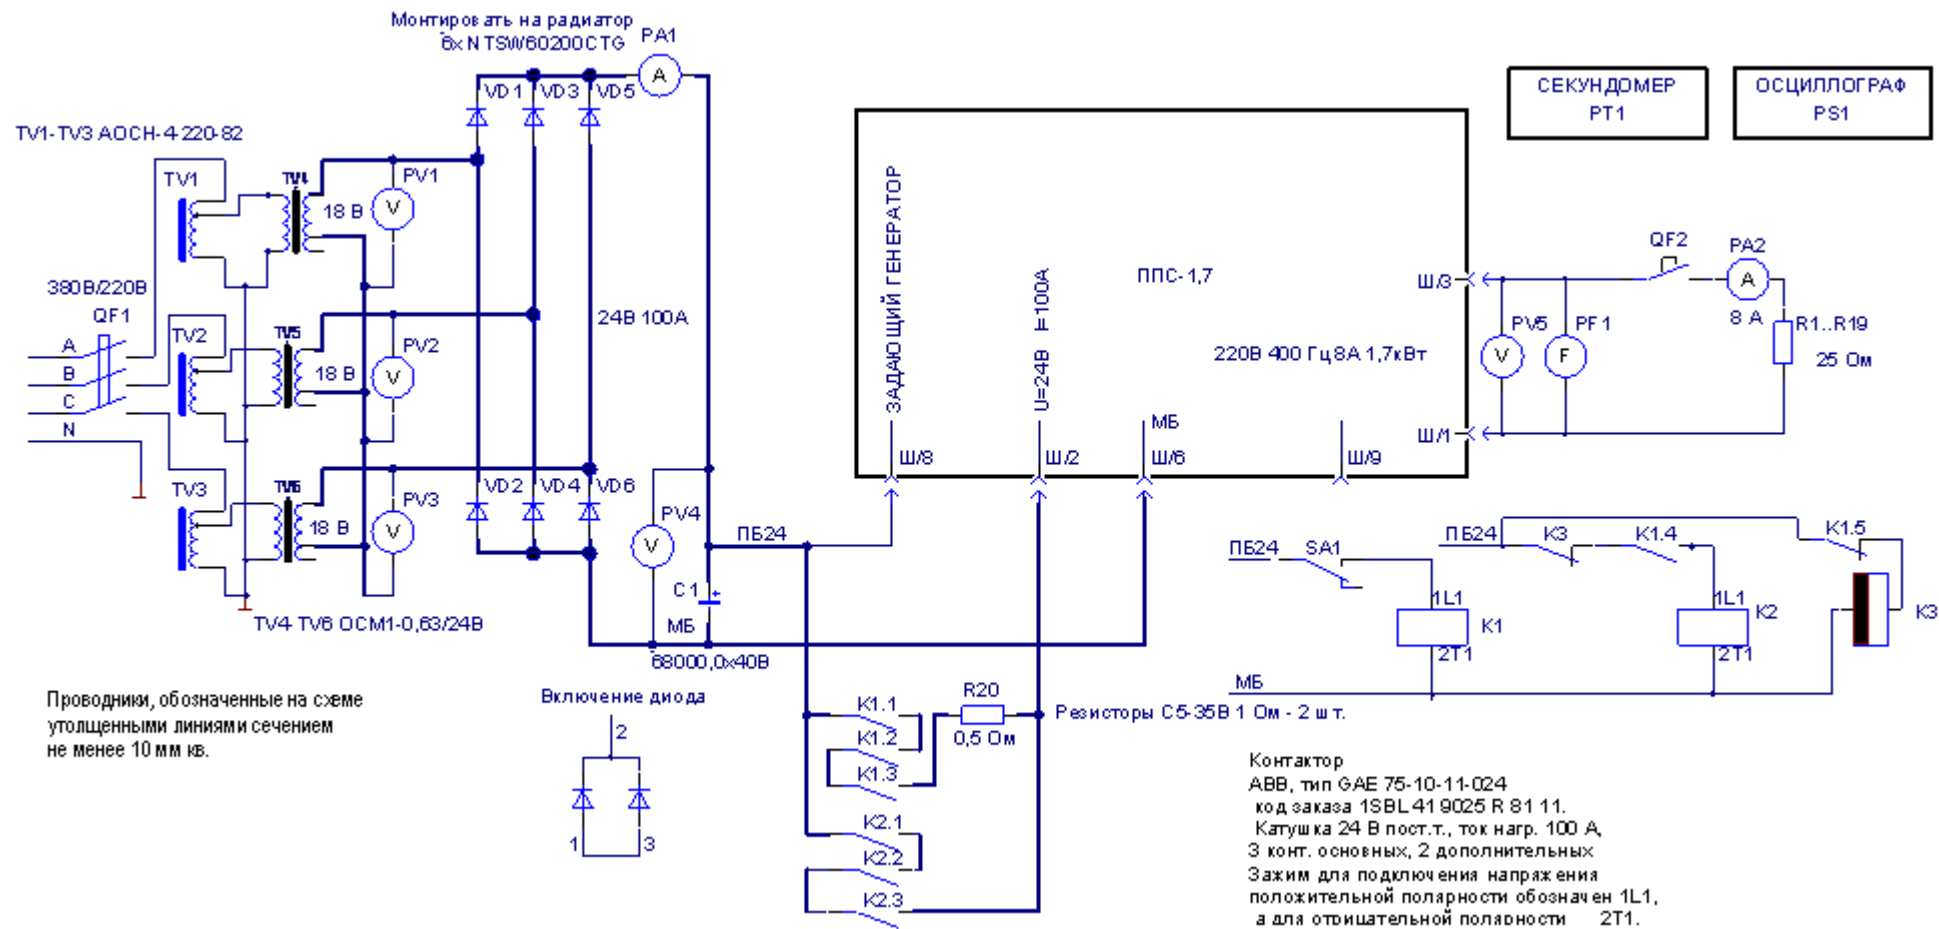 Монтировать на радиатор
6x NTSW60200CTG
PA1
A
VD1
VD3
VD5
TV1-TV3 АОСН-4-220-82
TV1
TV4
18 В
PV1
V
380В/220В
QF1
A
B
C
N
TV2
TV5
18 В
PV2
V
24В 100А
TV3
TV6
18 В
PV3
V
VD2
VD4
VD6
PV4
V
ПБ24
C1
+
МБ
68000,0х40В
TV4-TV6 ОСМ1-0,63/24В
СЕКУНДОМЕР
PT1
ОСЦИЛЛОГРАФ
PS1
ЗАДАЮЩИЙ ГЕНЕРАТОР
U=24В I=100А
ППС-1,7
220В 400 Гц 8А 1,7кВт
МБ
Ш/8
Ш/2
Ш/6
Ш/9
Ш/3
Ш/1
QF2
PA2
A
8 А
PV5
V
PF1
F
R1..R19
25 Ом
ПБ24
SA1
1L1
K1
2T1
МБ
ПБ24
K3
K1.4
K1.5
1L1
K2
2T1
K3
Проводники, обозначенные на схеме
утолщенными линиями сечением
не менее 10 мм кв.
Включение диода
2
1
3
K1.1
K1.2
K1.3
K2.1
K2.2
K2.3
R20
0,5 Ом
Резисторы С5-35В 1 Ом - 2 шт.
Контактор
АВВ, тип GAE 75-10-11-024
код заказа 1SBL 41 9025 R 81 11.
Катушка 24 В пост.т., ток нагр. 100 А,
3 конт. основных, 2 дополнительных
Зажим для подключения напряжения
положительной полярности обозначен 1L1,
а для отрицательной полярности 2T1.